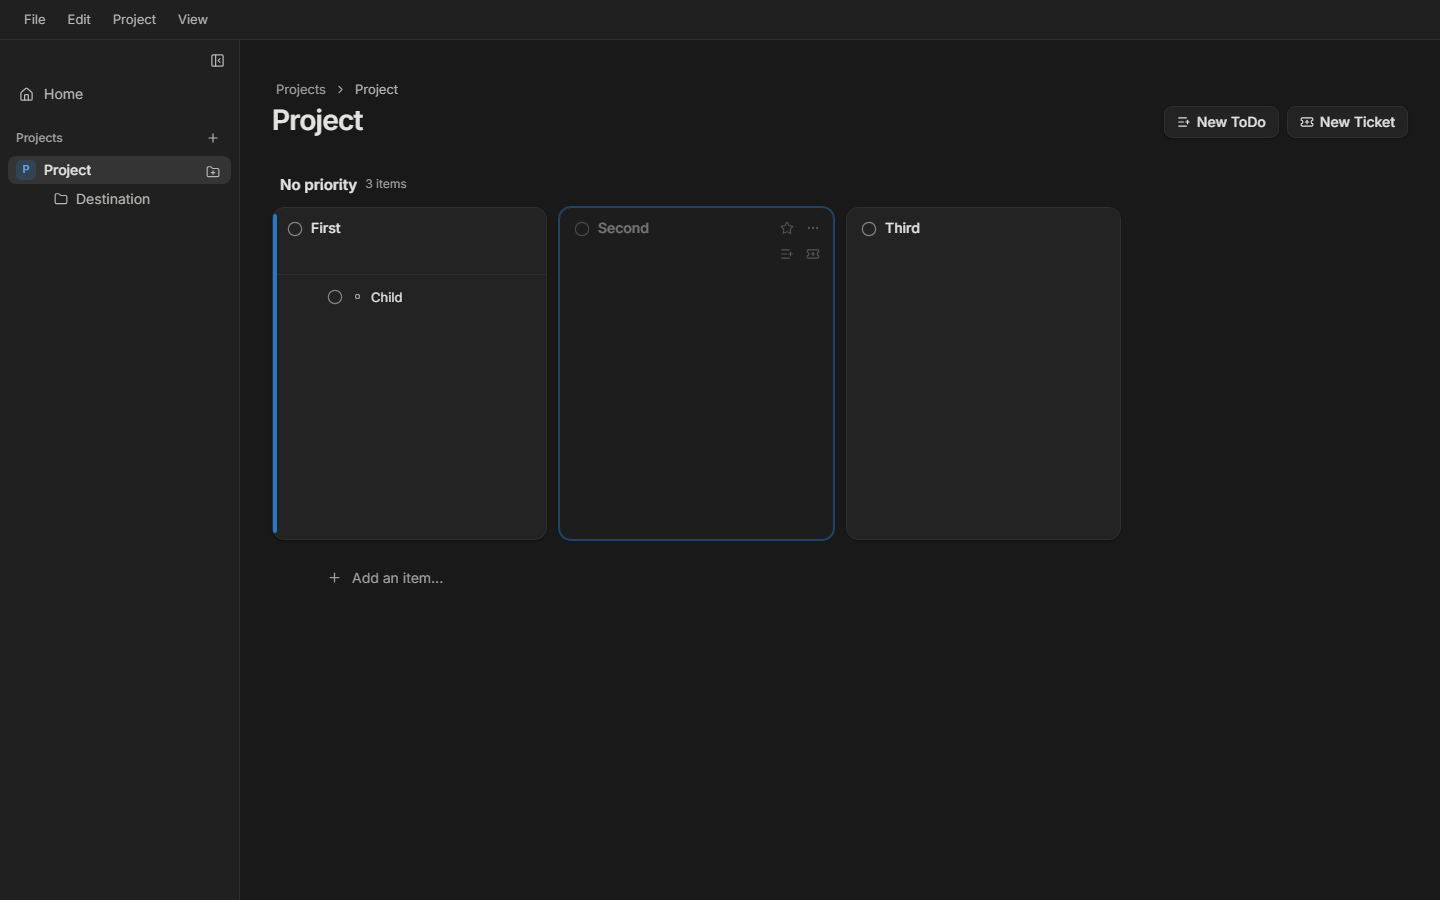 File Edit Project View
Home
Projects
P Project
Destination
Projects > Project
Project
New ToDo New Ticket
No priority 3 items
First
Child
Second
Third
Add an item...